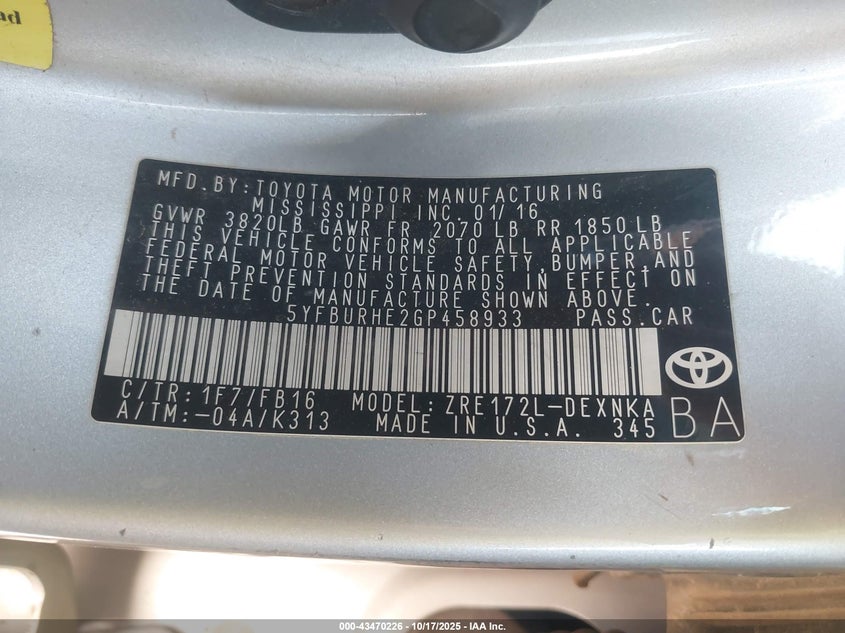 ad
MFD. BY: TOYOTA MOTOR MANUFACTURING
MISSISSIPPI INC. 01/16
GVWR 3820LB GAWR FR 2070 LB RR 1850 LB
THIS VEHICLE CONFORMS TO ALL APPLICABLE
FEDERAL MOTOR VEHICLE SAFETY, BUMPER, AND
THEFT PREVENTION STANDARDS IN EFFECT ON
THE DATE OF MANUFACTURE SHOWN ABOVE.
5YFBURHE2GP458933 PASS. CAR
C/TR: 1F7/FB16 MODEL: ZRE172L-DEXNKA
A/TM: -04A/K313 MADE IN U.S.A. 345
BA
000-43470226 - 10/17/2025 - IAA Inc.